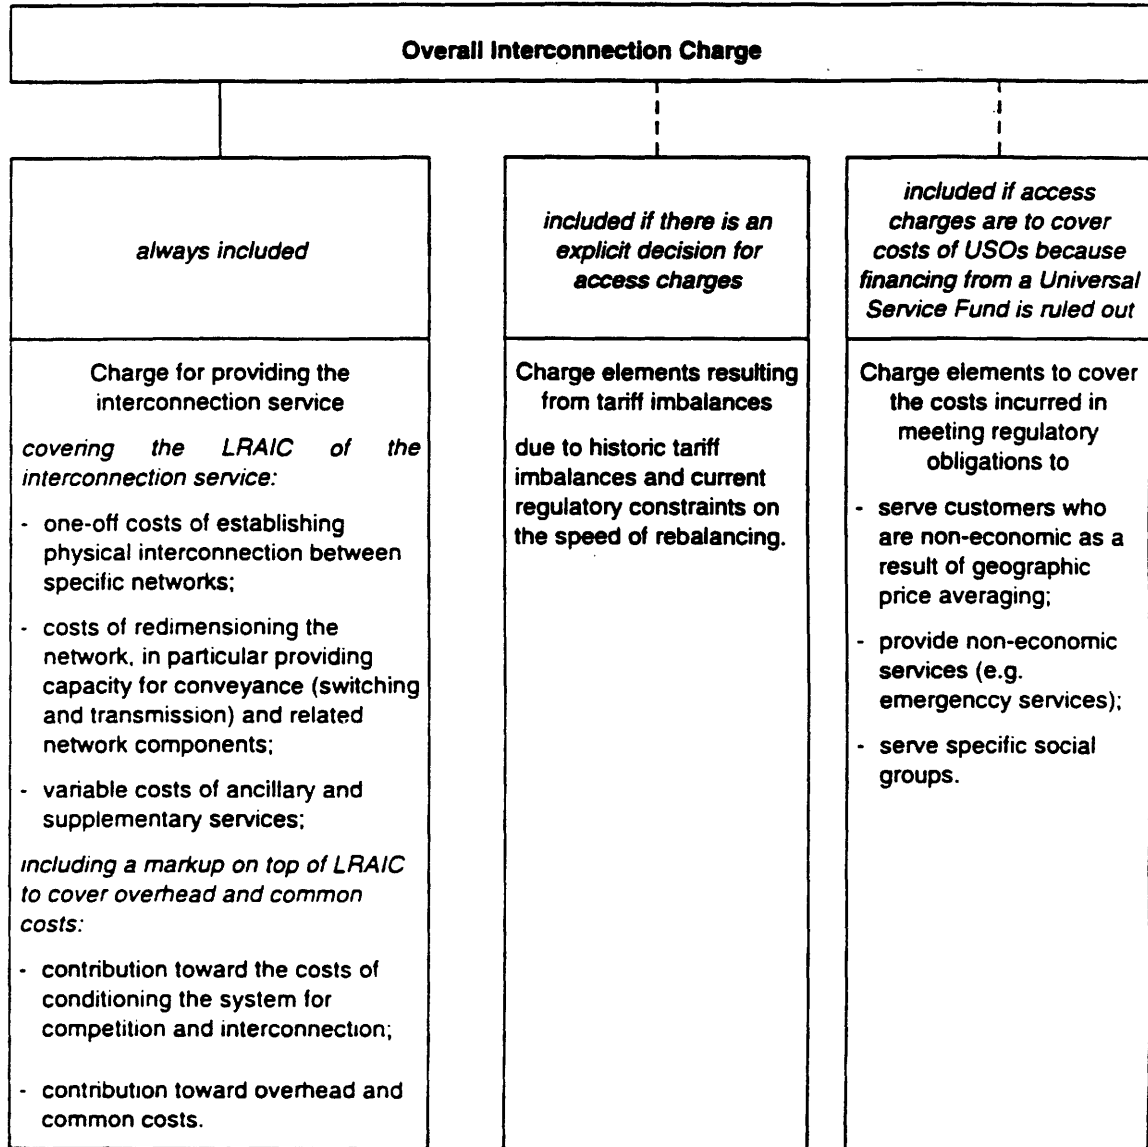 Overall Interconnection Charge
always included
Charge for providing the
interconnection service
covering the LRAIC of the
interconnection service:
- one-off costs of establishing
physical interconnection between
specific networks;
- costs of redimensioning the
network, in particular providing
capacity for conveyance (switching
and transmission) and related
network components;
- variable costs of ancillary and
supplementary services;
including a markup on top of LRAIC
to cover overhead and common
costs:
- contribution toward the costs of
conditioning the system for
competition and interconnection;
- contribution toward overhead and
common costs.
included if there is an
explicit decision for
access charges
Charge elements resulting
from tariff imbalances
due to historic tariff
imbalances and current
regulatory constraints on
the speed of rebalancing.
included if access
charges are to cover
costs of USOs because
financing from a Universal
Service Fund is ruled out
Charge elements to cover
the costs incurred in
meeting regulatory
obligations to
- serve customers who
are non-economic as a
result of geographic
price averaging;
- provide non-economic
services (e.g.
emergenccy services);
- serve specific social
groups.